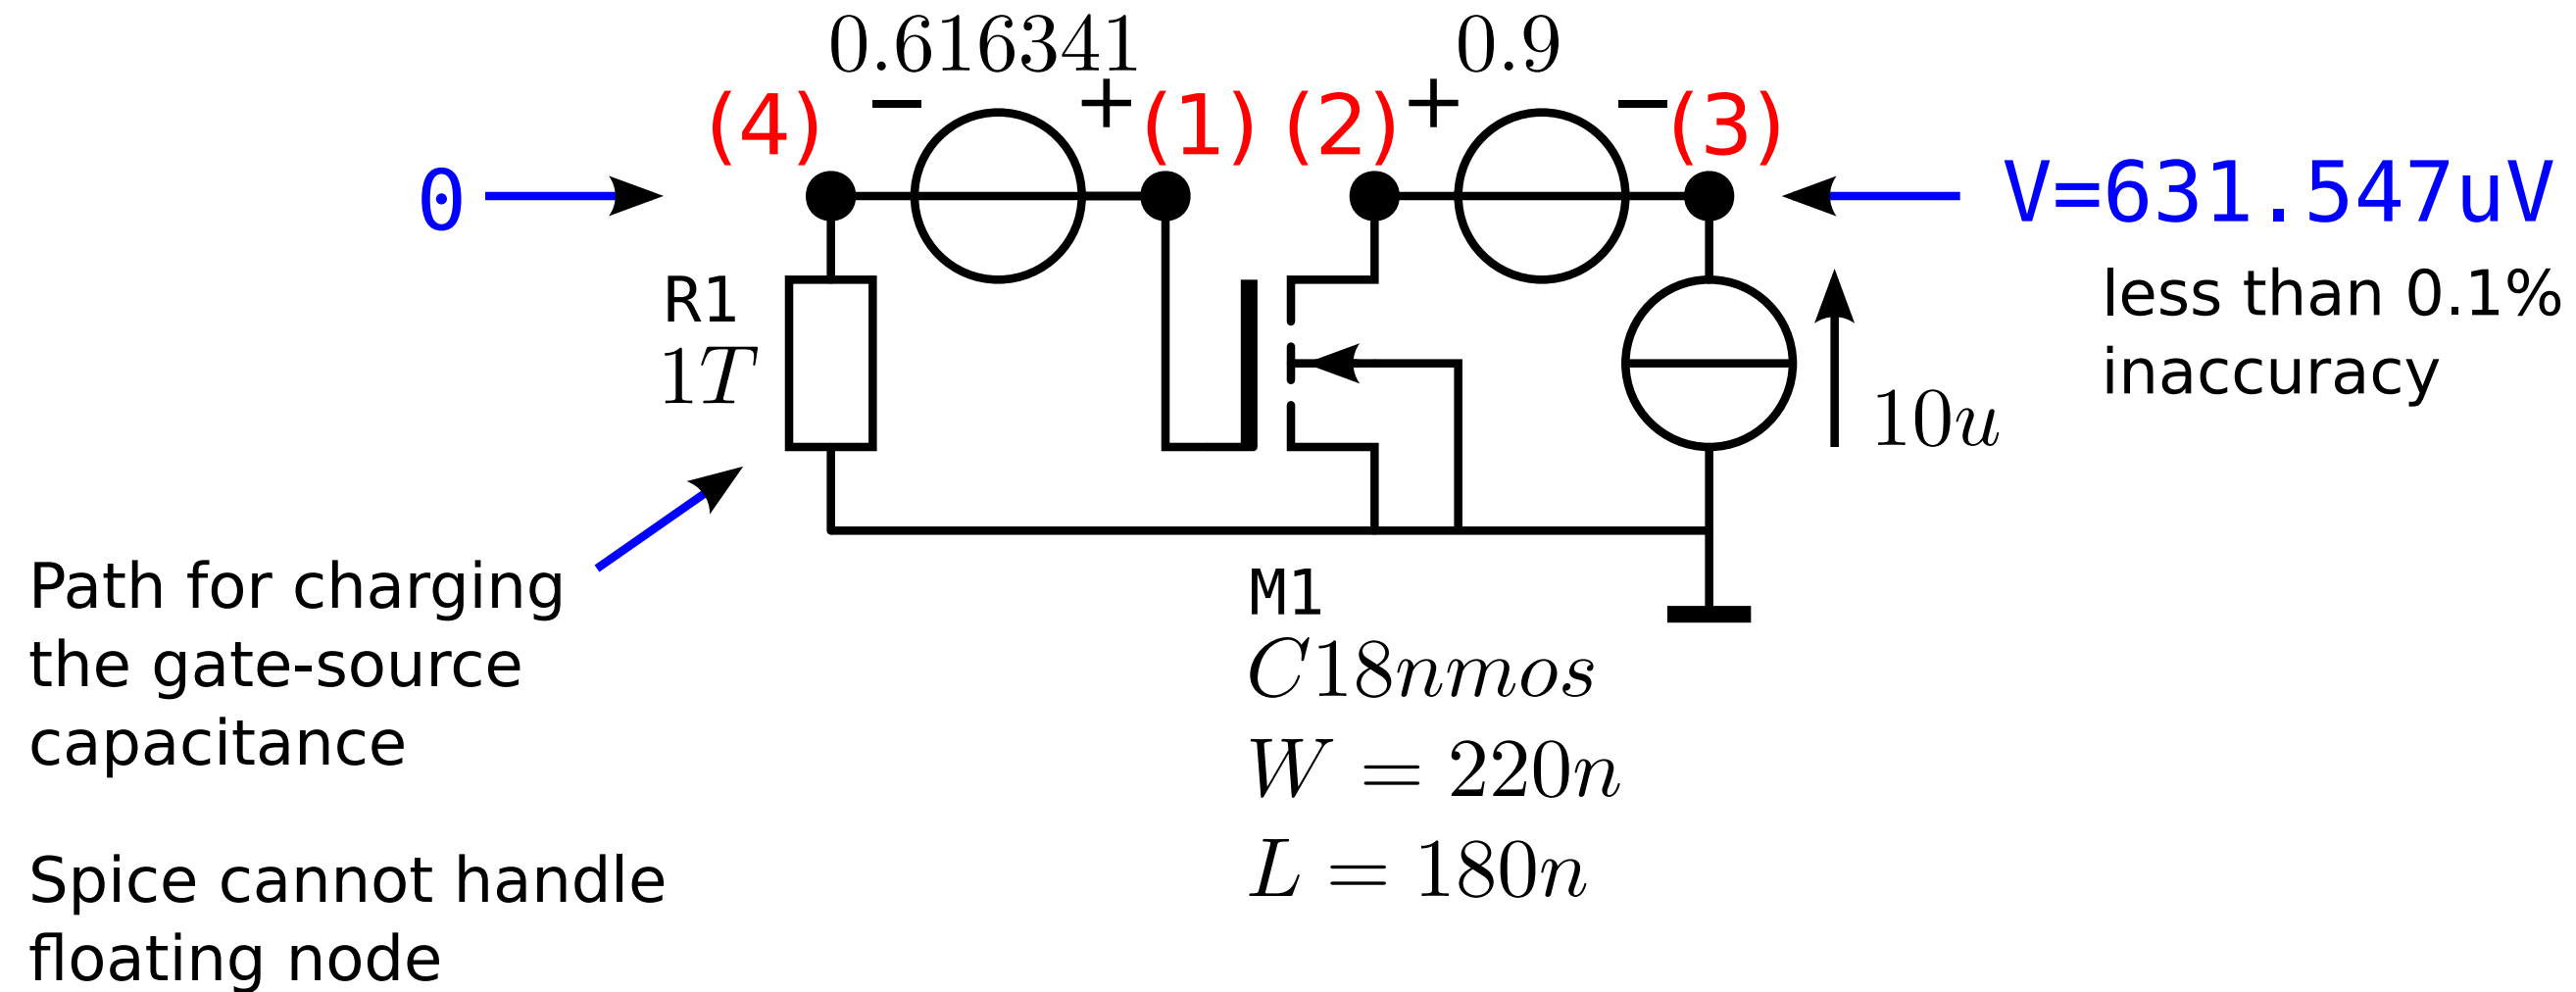 0.616341
0.9
(4) − + (1) (2) + − (3)
0
V=631.547uV
less than 0.1%
inaccuracy
R1
1T
10u
Path for charging
the gate-source
capacitance
Spice cannot handle
floating node
M1
C18nmos
W = 220n
L = 180n